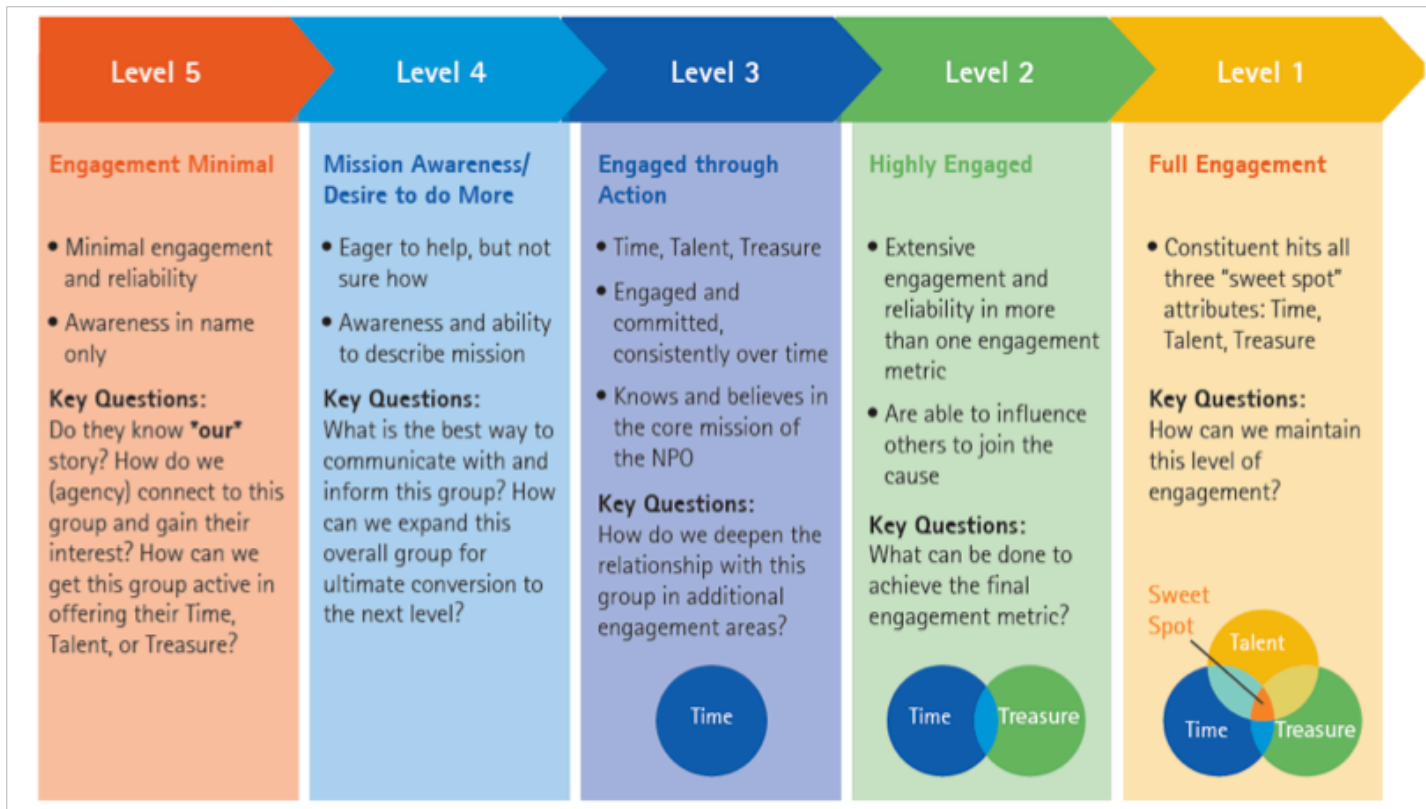 Level 5
Level 4
Level 3
Level 2
Level 1
Engagement Minimal
• Minimal engagement
and reliability
• Awareness in name
only
Key Questions:
Do they know "our"
story? How do we
(agency) connect to this
group and gain their
interest? How can we
get this group active in
offering their Time,
Talent, or Treasure?
Mission Awareness/
Desire to do More
• Eager to help, but not
sure how
• Awareness and ability
to describe mission
Key Questions:
What is the best way to
communicate with and
inform this group? How
can we expand this
overall group for
ultimate conversion to
the next level?
Engaged through
Action
• Time, Talent, Treasure
• Engaged and
committed,
consistently over time
• Knows and believes in
the core mission of
the NPO
Key Questions:
How do we deepen the
relationship with this
group in additional
engagement areas?
Time
Highly Engaged
• Extensive
engagement and
reliability in more
than one engagement
metric
• Are able to influence
others to join the
cause
Key Questions:
What can be done to
achieve the final
engagement metric?
Time
Treasure
Full Engagement
• Constituent hits all
three "sweet spot"
attributes: Time,
Talent, Treasure
Key Questions:
How can we maintain
this level of
engagement?
Sweet
Spot
Talent
Time
Treasure